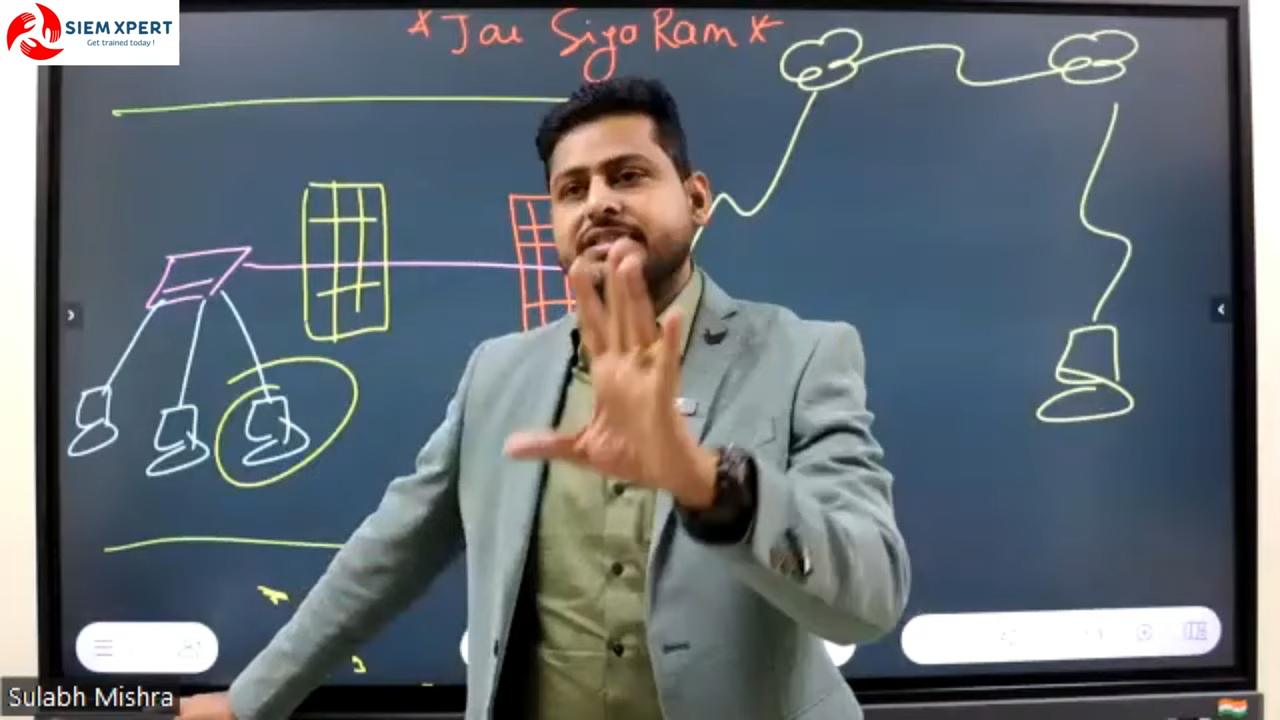 SIEM XPERT
Get trained today !
* Jai Siya Ram *
Sulabh Mishra